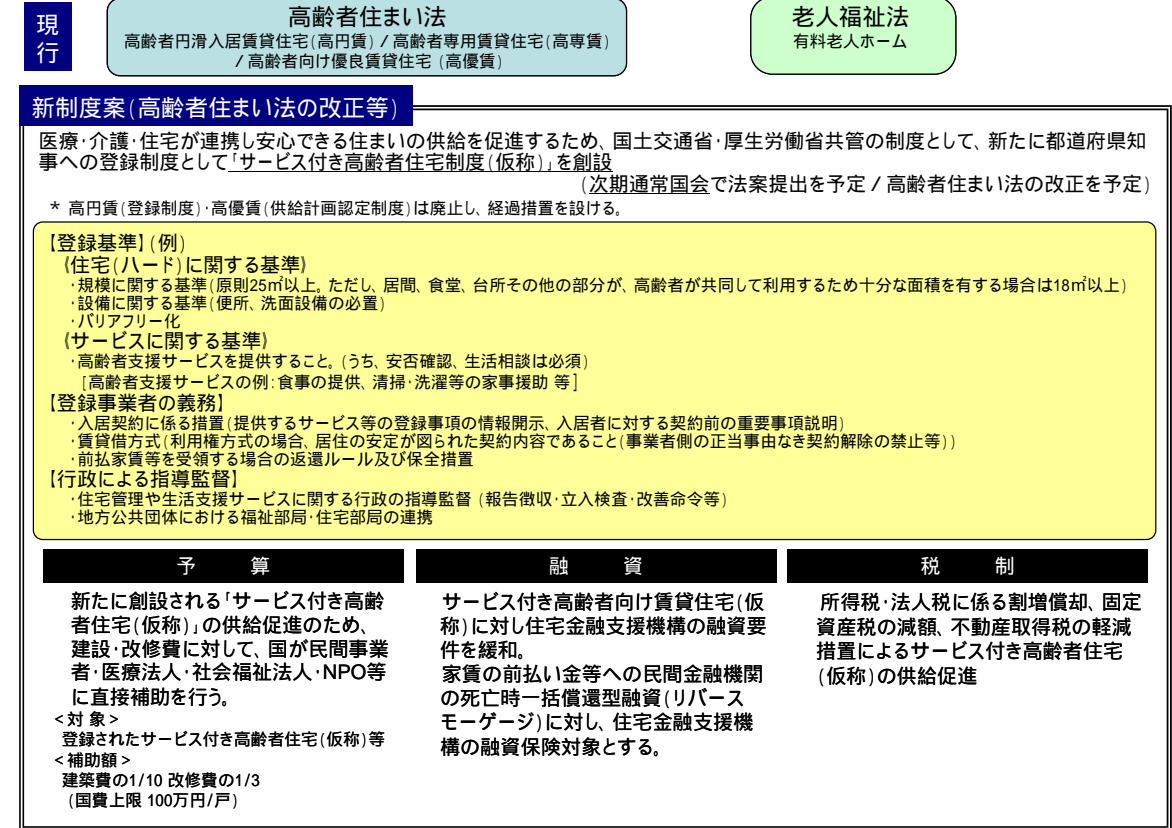 現行
高齢者住まい法
高齢者円滑入居賃貸住宅(高円賃) / 高齢者専用賃貸住宅(高専賃)
/ 高齢者向け優良賃貸住宅 (高優賃)
老人福祉法
有料老人ホーム
新制度案(高齢者住まい法の改正等)
医療・介護・住宅が連携し安心できる住まいの供給を促進するため、国土交通省・厚生労働省共管の制度として、新たに都道府県知
事への登録制度として「サービス付き高齢者住宅制度(仮称)」を創設
(次期通常国会で法案提出を予定 / 高齢者住まい法の改正を予定)
* 高円賃(登録制度)・高優賃(供給計画認定制度)は廃止し、経過措置を設ける。
【登録基準】(例)
《住宅(ハード)に関する基準》
・規模に関する基準(原則25㎡以上。ただし、居間、食堂、台所その他の部分が、高齢者が共同して利用するため十分な面積を有する場合は18㎡以上)
・設備に関する基準(便所、洗面設備の必置)
・バリアフリー化
《サービスに関する基準》
・高齢者支援サービスを提供すること。(うち、安否確認、生活相談は必須)
[高齢者支援サービスの例:食事の提供、清掃・洗濯等の家事援助 等]
【登録事業者の義務】
・入居契約に係る措置(提供するサービス等の登録事項の情報開示、入居者に対する契約前の重要事項説明)
・賃貸借方式(利用権方式の場合、居住の安定が図られた契約内容であること(事業者側の正当事由なき契約解除の禁止等))
・前払家賃等を受領する場合の返還ルール及び保全措置
【行政による指導監督】
・住宅管理や生活支援サービスに関する行政の指導監督 (報告徴収・立入検査・改善命令等)
・地方公共団体における福祉部局・住宅部局の連携
予 算
新たに創設される「サービス付き高齢
者住宅(仮称)」の供給促進のため、
建設・改修費に対して、国が民間事業
者・医療法人・社会福祉法人・NPO等
に直接補助を行う。
<対 象>
登録されたサービス付き高齢者住宅(仮称)等
<補助額>
建築費の1/10 改修費の1/3
(国費上限 100万円/戸)
融 資
サービス付き高齢者向け賃貸住宅(仮
称)に対し住宅金融支援機構の融資要
件を緩和。
家賃の前払い金等への民間金融機関
の死亡時一括償還型融資(リバース
モーゲージ)に対し、住宅金融支援機
構の融資保険対象とする。
税 制
所得税・法人税に係る割増償却、固定
資産税の減額、不動産取得税の軽減
措置によるサービス付き高齢者住宅
(仮称)の供給促進